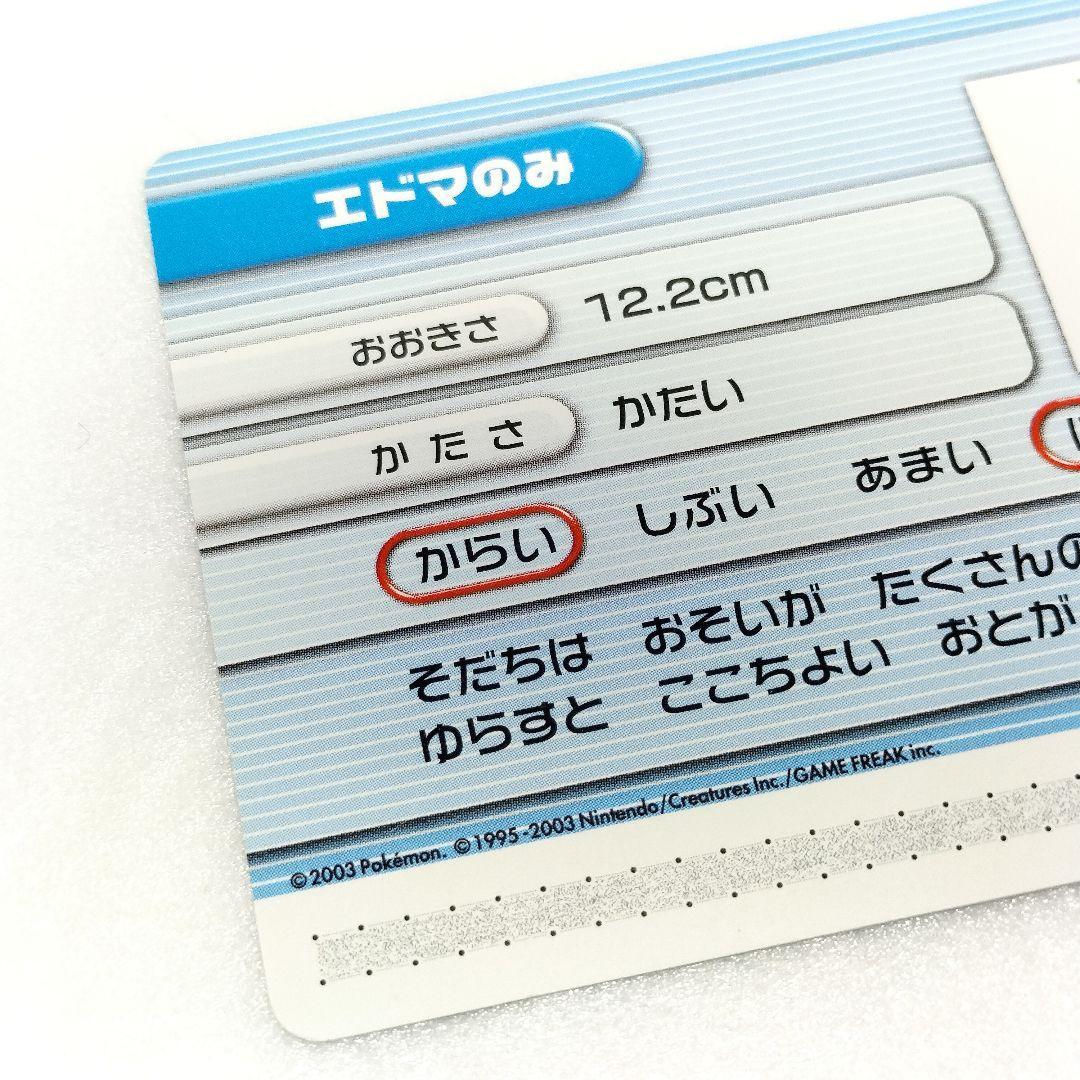 エドマのみ
おおきさ 12.2cm
かたさ かたい
からい しぶい あまい
そだちは おそいが たくさんの
ゆらすと ここちよい おとが
©2003 Pokémon. ©1995-2003 Nintendo/Creatures Inc./GAME FREAK inc.